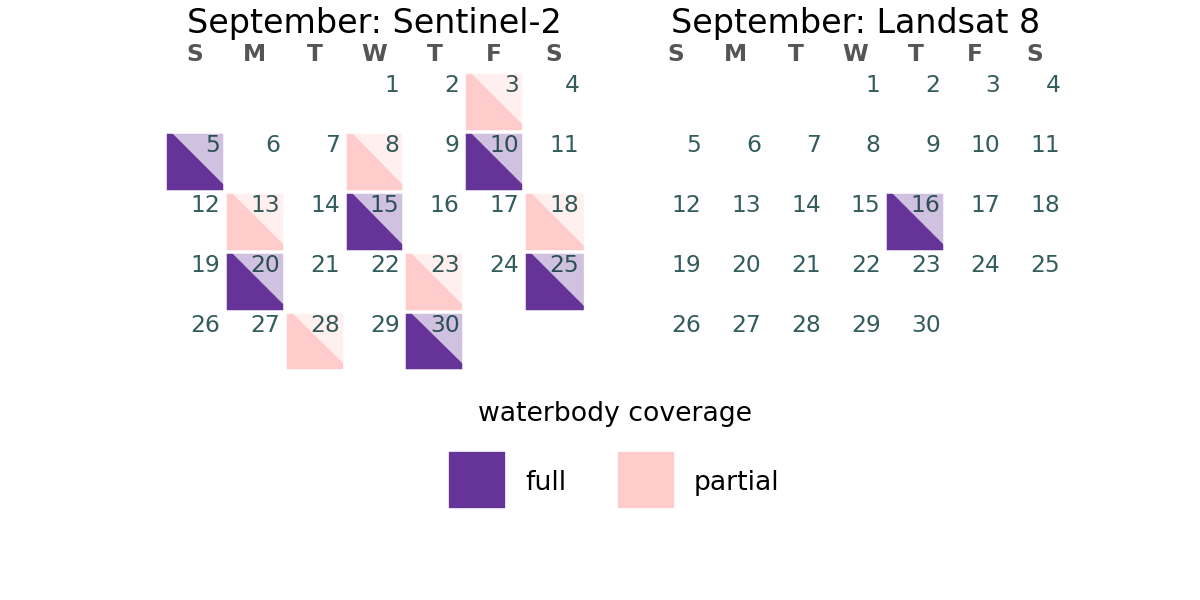 September: Sentinel-2
S M T W T F S
1 2 3 4
5 6 7 8 9 10 11
12 13 14 15 16 17 18
19 20 21 22 23 24 25
26 27 28 29 30
September: Landsat 8
S M T W T F S
1 2 3 4
5 6 7 8 9 10 11
12 13 14 15 16 17 18
19 20 21 22 23 24 25
26 27 28 29 30
waterbody coverage
full partial